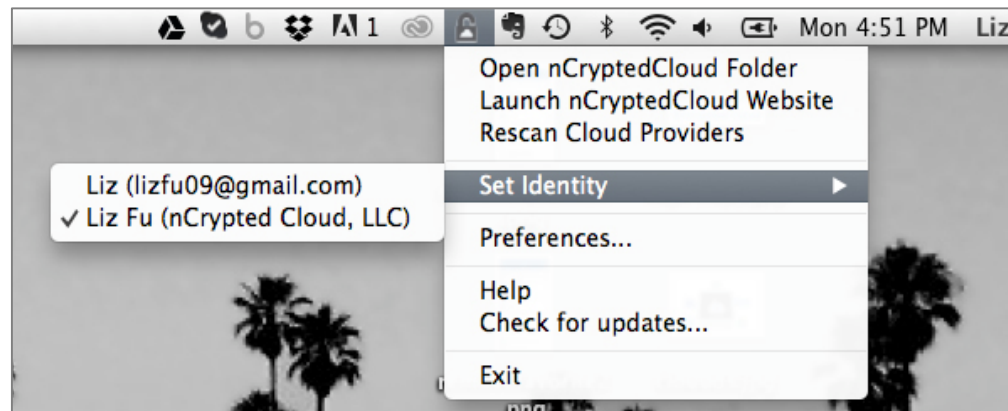 1 Mon 4:51 PM Liz
Open nCryptedCloud Folder
Launch nCryptedCloud Website
Rescan Cloud Providers
Set Identity
Liz (lizfu09@gmail.com)
Liz Fu (nCrypted Cloud, LLC)
Preferences...
Help
Check for updates...
Exit